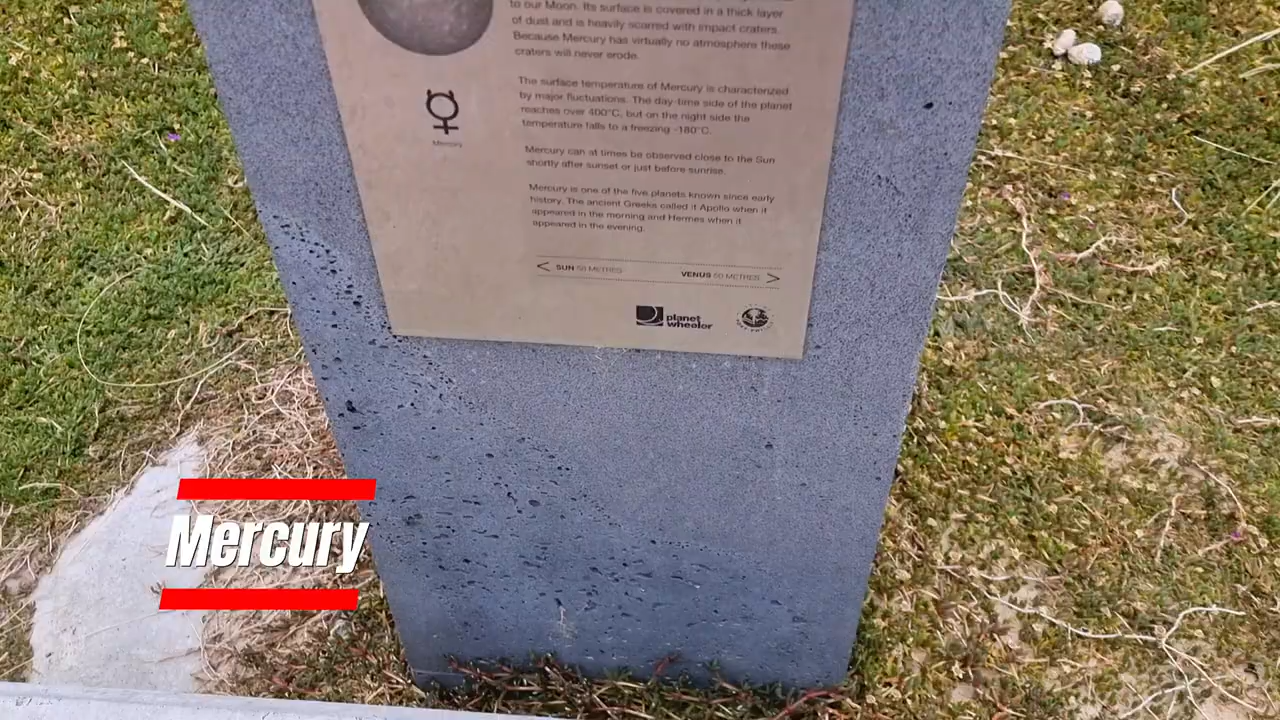 to our Moon. Its surface is covered in a thick layer
of dust and is heavily scarred with impact craters.
Because Mercury has virtually no atmosphere these
craters will never erode.
The surface temperature of Mercury is characterized
by major fluctuations. The day-time side of the planet
reaches over 400°C, but on the night side the
temperature falls to a freezing -180°C.
Mercury
Mercury can at times be observed close to the Sun
shortly after sunset or just before sunrise.
Mercury is one of the five planets known since early
history. The ancient Greeks called it Apollo when it
appeared in the morning and Hermes when it
appeared in the evening.
< SUN 58 METRES
VENUS 50 METRES >
planet
wheeler
Mercury